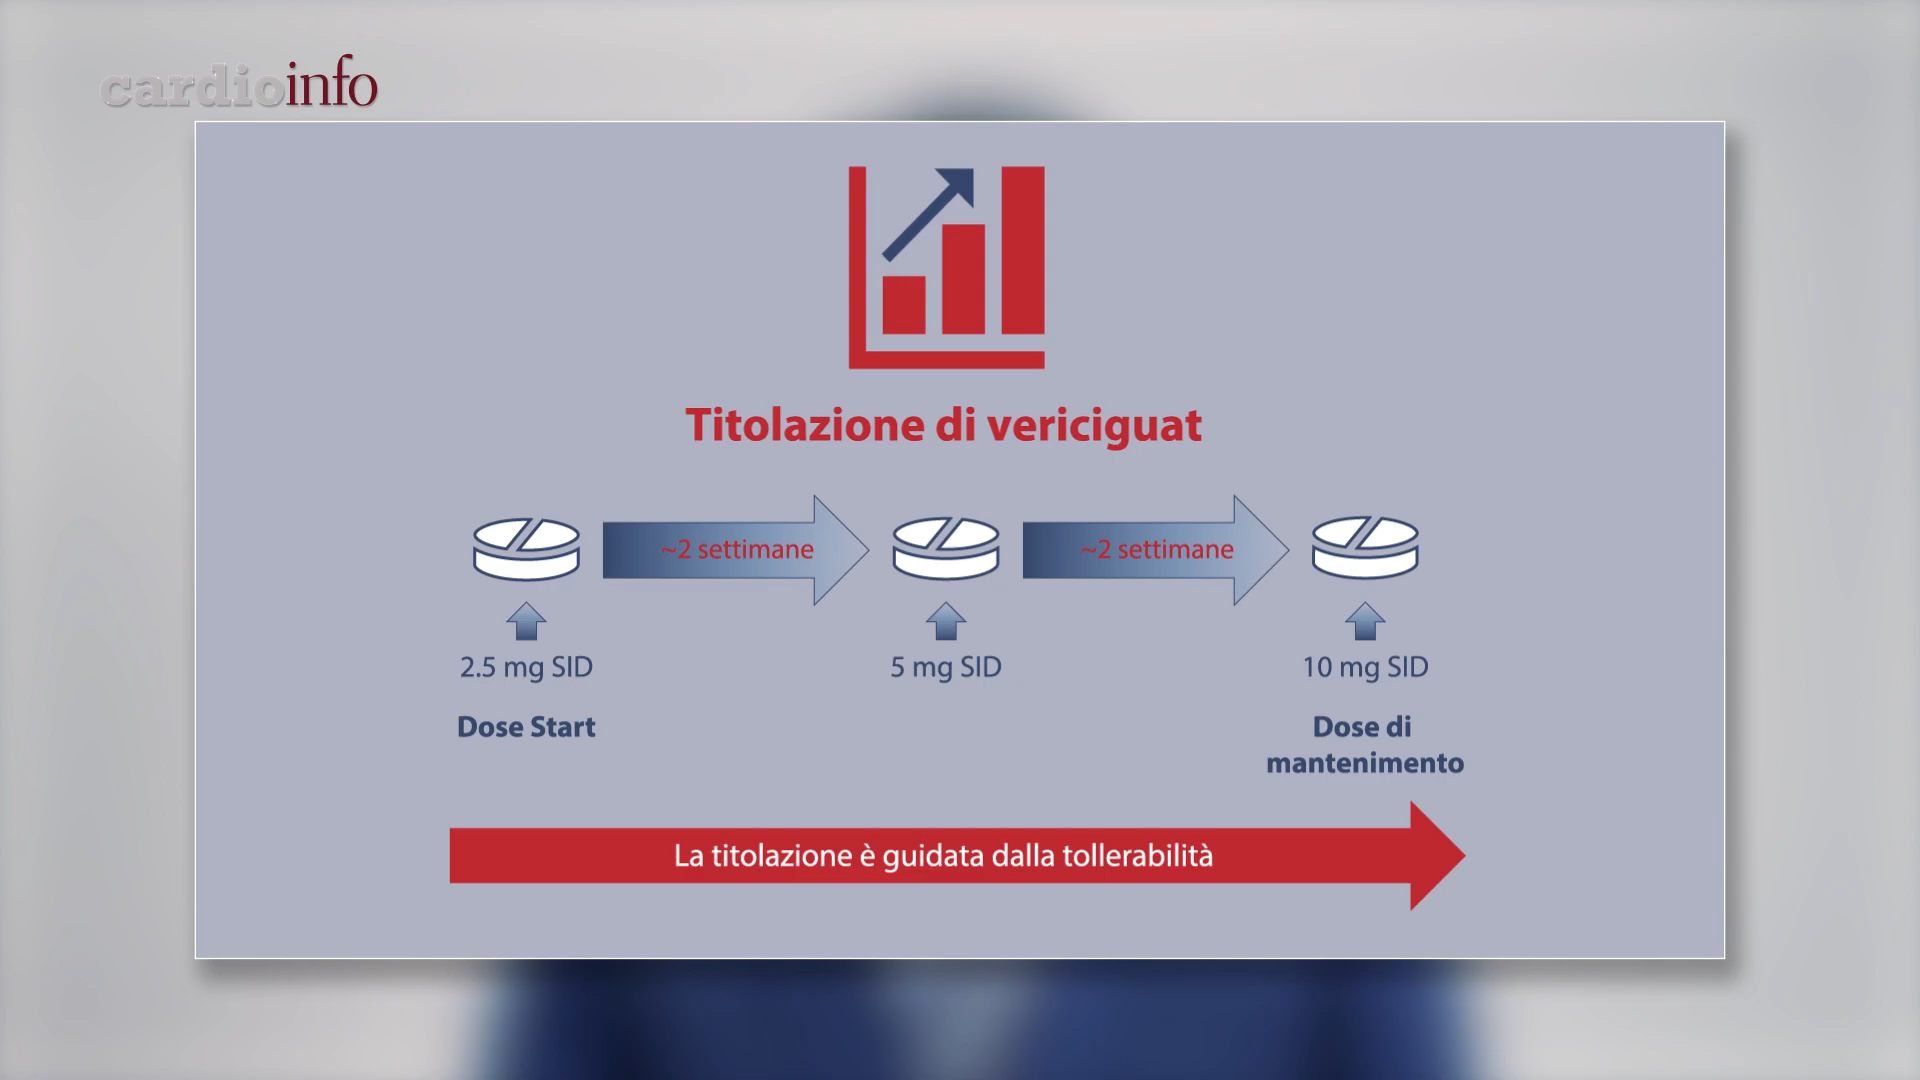 cardioinfo
Titolazione di vericiguat
~2 settimane
~2 settimane
2.5 mg SID
5 mg SID
10 mg SID
Dose Start
Dose di
mantenimento
La titolazione è guidata dalla tollerabilità